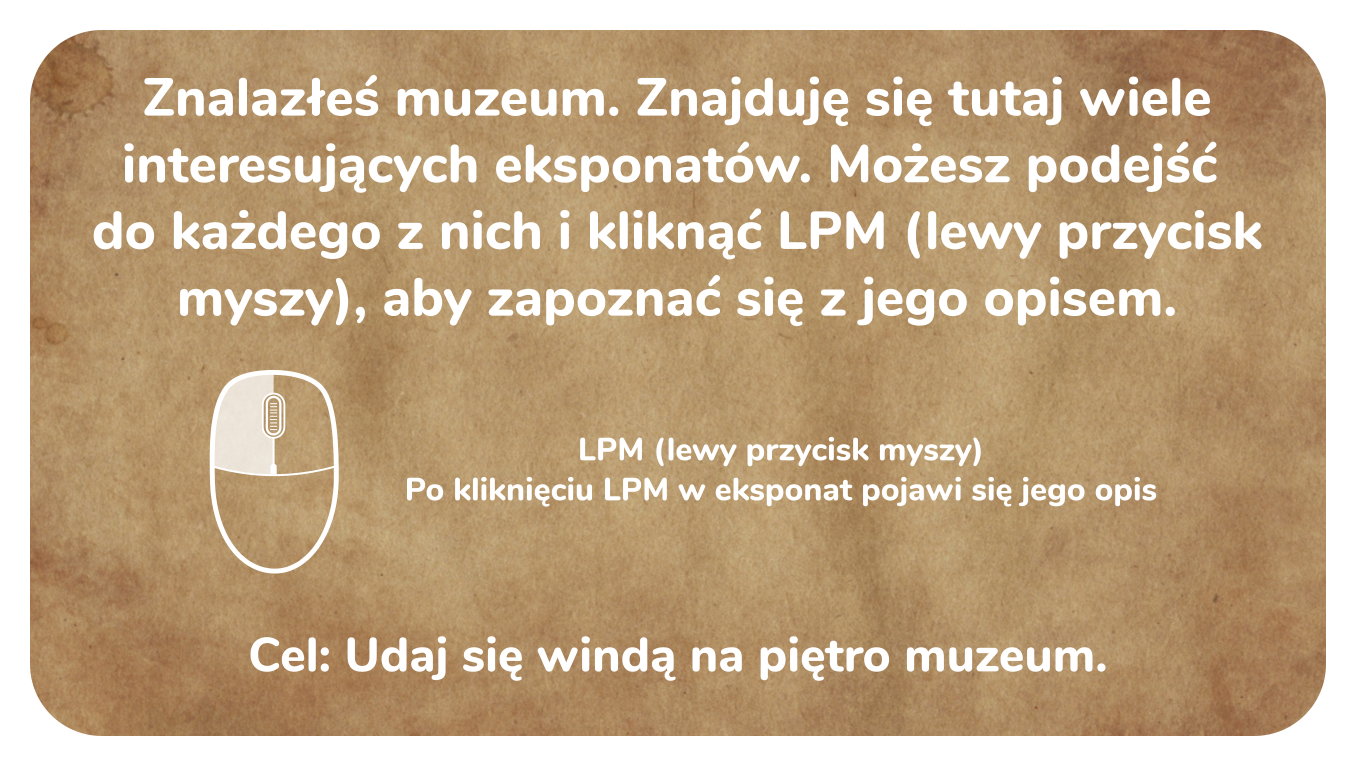 Znalazłeś muzeum. Znajduję się tutaj wiele
interesujących eksponatów. Możesz podejść
do każdego z nich i kliknąć LPM (lewy przycisk
myszy), aby zapoznać się z jego opisem.
LPM (lewy przycisk myszy)
Po kliknięciu LPM w eksponat pojawi się jego opis
Cel: Udaj się windą na piętro muzeum.